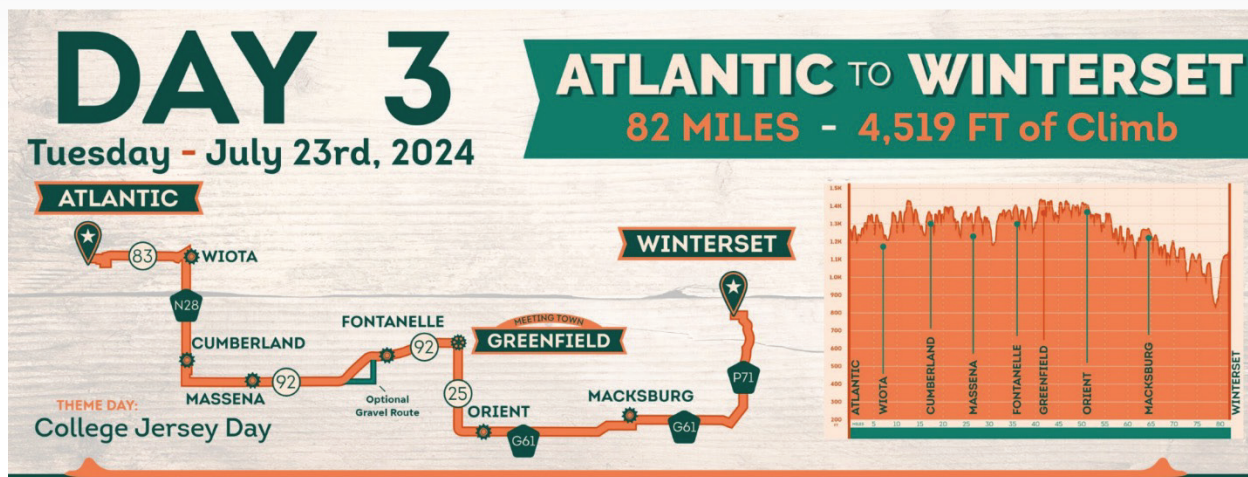 DAY 3
Tuesday - July 23rd, 2024
ATLANTIC TO WINTERSET
82 MILES - 4,519 FT of Climb
ATLANTIC
83
WIOTA
N28
CUMBERLAND
MASSENA
92
FONTANELLE
92
Optional
Gravel Route
MEETING TOWN
GREENFIELD
25
ORIENT
G61
MACKSBURG
G61
P71
WINTERSET
THEME DAY:
College Jersey Day
1.5K
1.4K
1.3K
1.2K
1.1K
1.0K
900
800
700
600
500
400
300
200
ATLANTIC
WIOTA
CUMBERLAND
MASSENA
FONTANELLE
GREENFIELD
ORIENT
MACKSBURG
WINTERSET
FT MILES 5 10 15 20 25 30 35 40 45 50 55 60 65 70 75 80